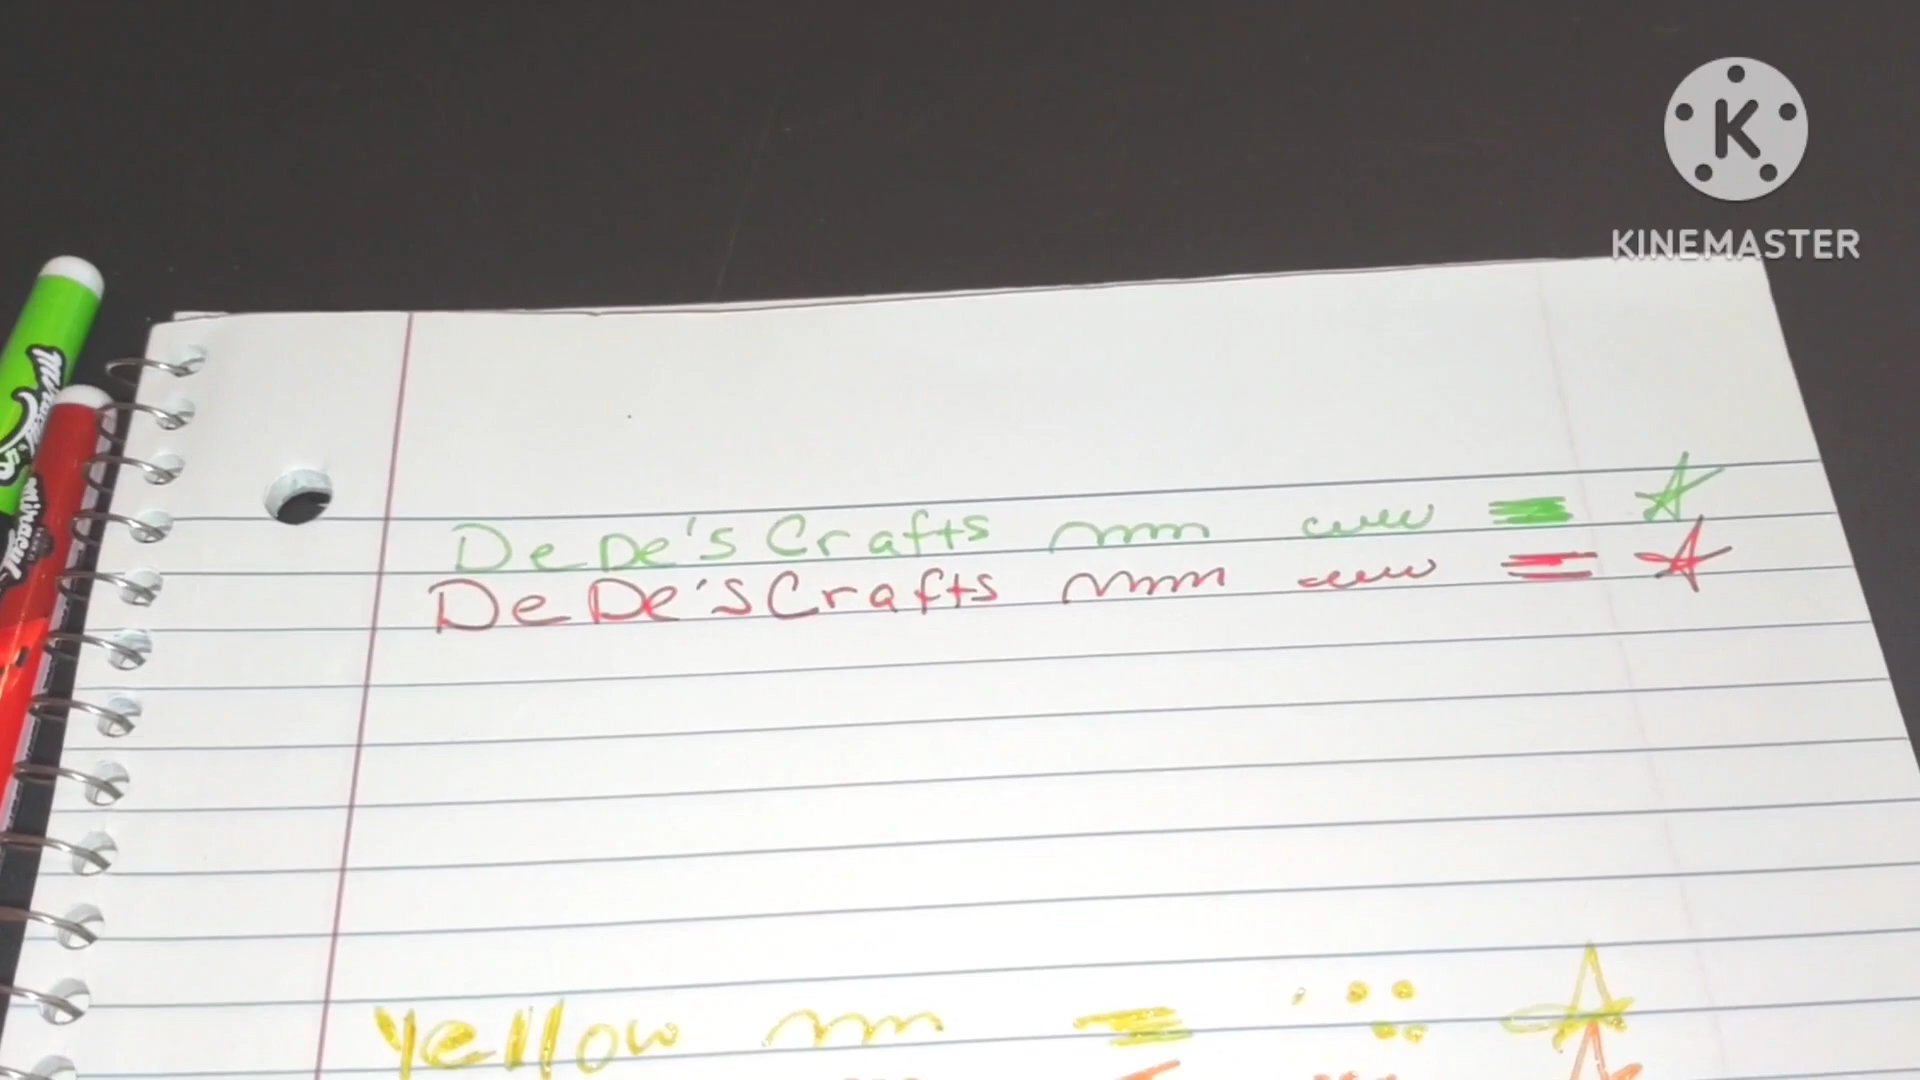 K
KINEMASTER
DeDe's Crafts
DeDe's Crafts
Yellow